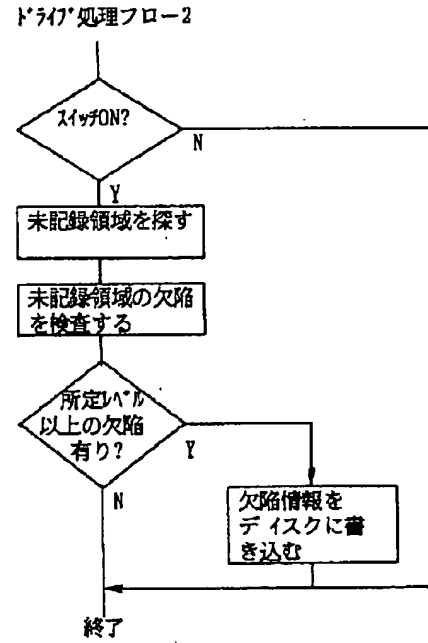 ﾄﾞﾗｲﾌﾞ処理フロー2
ｽｲｯﾁON?
N
Y
未記録領域を探す
未記録領域の欠陥
を検査する
所定ﾚﾍﾞﾙ
以上の欠陥
有り?
Y
N
欠陥情報を
ディスクに書
き込む
終了